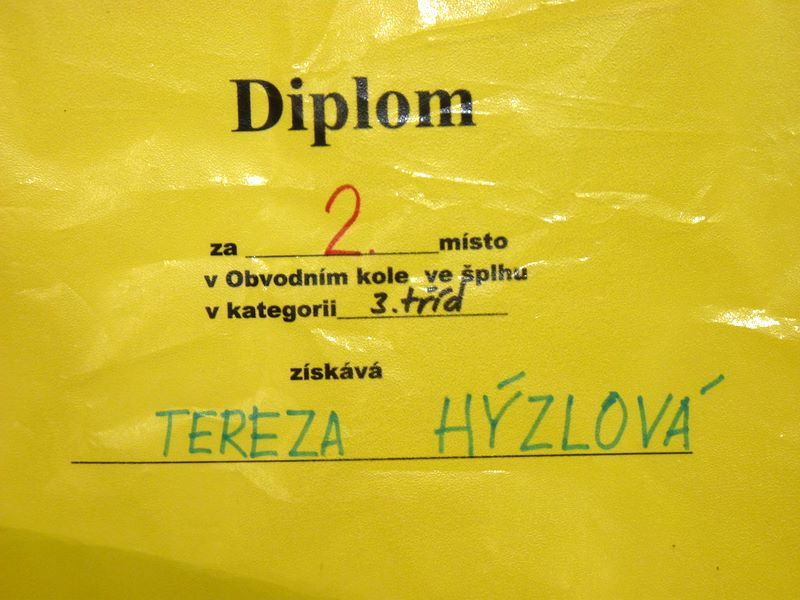 Diplom
za 2. místo
v Obvodním kole ve šplhu
v kategorii 3. tříd
získává
TEREZA HÝZLOVÁ